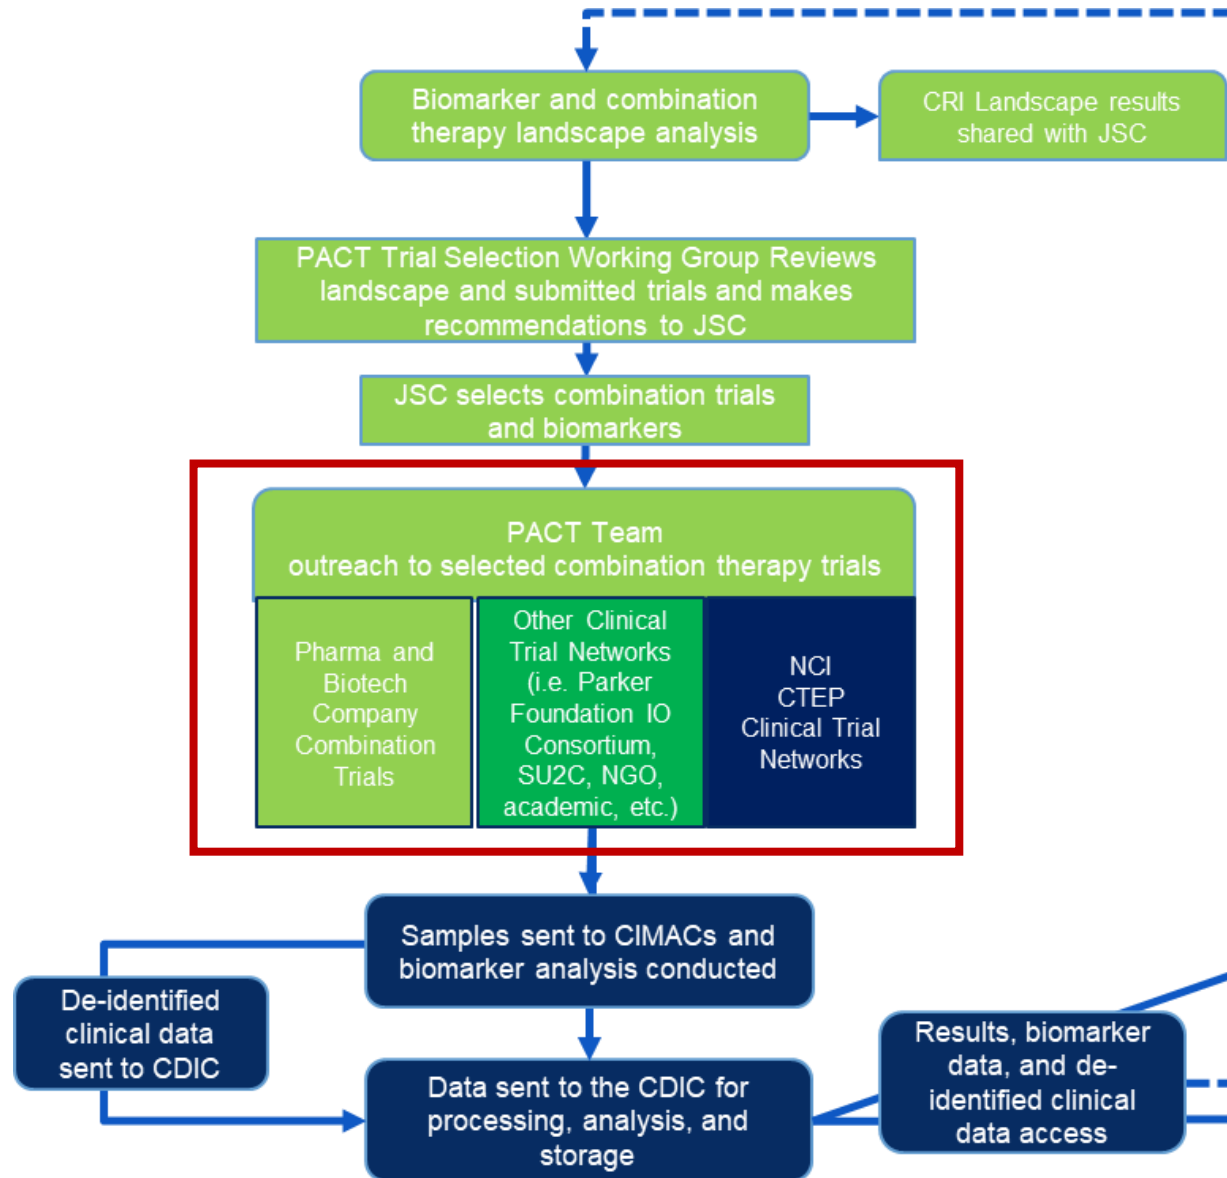 Biomarker and combination
therapy landscape analysis
CRI Landscape results
shared with JSC
PACT Trial Selection Working Group Reviews
landscape and submitted trials and makes
recommendations to JSC
JSC selects combination trials
and biomarkers
PACT Team
outreach to selected combination therapy trials
Pharma and
Biotech
Company
Combination
Trials
Other Clinical
Trial Networks
(i.e. Parker
Foundation IO
Consortium,
SU2C, NGO,
academic, etc.)
NCI
CTEP
Clinical Trial
Networks
Samples sent to CIMACs and
biomarker analysis conducted
De-identified
clinical data
sent to CDIC
Data sent to the CDIC for
processing, analysis, and
storage
Results, biomarker
data, and de-
identified clinical
data access